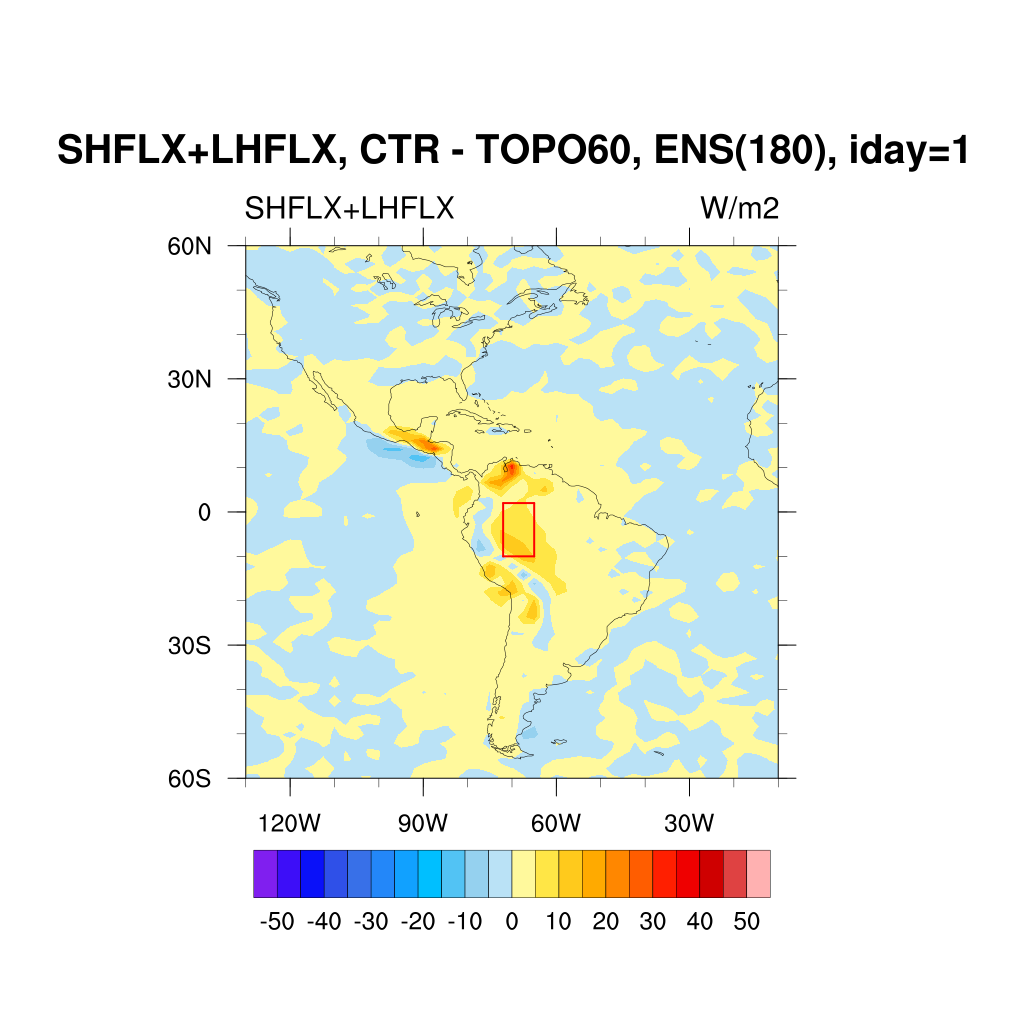 SHFLX+LHFLX, CTR - TOPO60, ENS(180), iday=1
SHFLX+LHFLX W/m2
60N
30N
0
30S
60S
120W 90W 60W 30W
-50 -40 -30 -20 -10 0 10 20 30 40 50